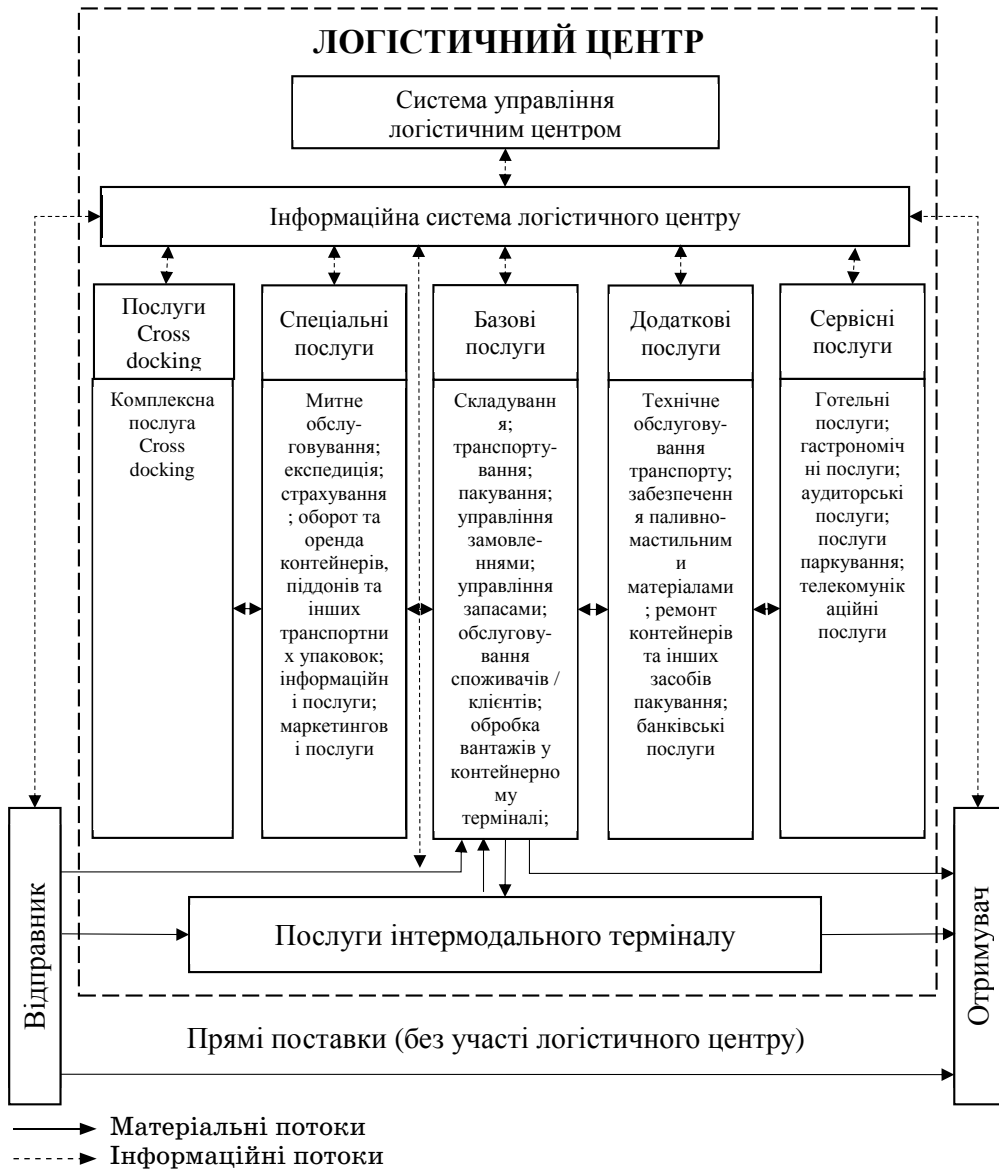 ЛОГІСТИЧНИЙ ЦЕНТР
Система управління
логістичним центром
Інформаційна система логістичного центру
Послуги
Cross
docking
Комплексна
послуга
Cross
docking
Спеціальні
послуги
Митне
обслу-
говування;
експедиція;
страхування
; оборот та
оренда
контейнерів,
піддонів та
інших
транспортни
х упаковок;
інформаційн
і послуги;
маркетингов
і послуги
Базові
послуги
Складуванн
я;
транспорту-
вання;
пакування;
управління
замовле-
ннями;
управління
запасами;
обслугову-
вання
споживачів /
клієнтів;
обробка
вантажів у
контейнерно
му
терміналі;
Додаткові
послуги
Технічне
обслугову-
вання
транспорту;
забезпеченн
я паливно-
мастильним
и
матеріалами
; ремонт
контейнерів
та інших
засобів
пакування;
банківські
послуги
Сервісні
послуги
Готельні
послуги;
гастрономіч
ні послуги;
аудиторські
послуги;
послуги
паркування;
телекомунік
аційні
послуги
Відправник
Послуги інтермодального терміналу
Отримувач
Прямі поставки (без участі логістичного центру)
Матеріальні потоки
Інформаційні потоки